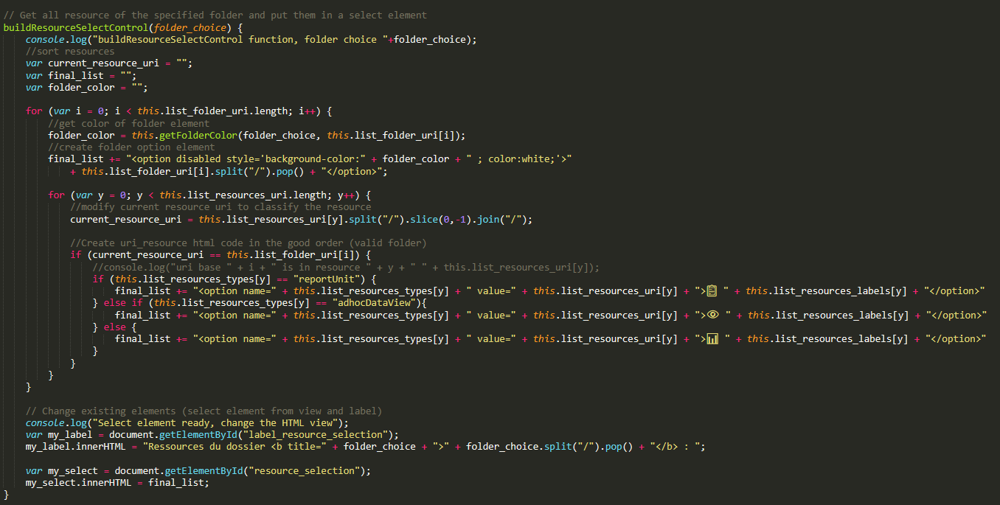 // Get all resource of the specified folder and put them in a select element
buildResourceSelectControl(folder_choice) {
    console.log("buildResourceSelectControl function, folder choice "+folder_choice);
    //sort resources
    var current_resource_uri = "";
    var final_list = "";
    var folder_color = "";

    for (var i = 0; i < this.list_folder_uri.length; i++) {
        //get color of folder element
        folder_color = this.getFolderColor(folder_choice, this.list_folder_uri[i]);
        //create folder option element
        final_list += "<option disabled style='background-color:" + folder_color + " ; color:white;'>"
            + this.list_folder_uri[i].split("/").pop() + "</option>";

        for (var y = 0; y < this.list_resources_uri.length; y++) {
            //modify current resource uri to classify the resource
            current_resource_uri = this.list_resources_uri[y].split("/").slice(0,-1).join("/");

            //Create uri_resource html code in the good order (valid folder)
            if (current_resource_uri == this.list_folder_uri[i]) {
                //console.log("uri base " + i + " is in resource " + y + " " + this.list_resources_uri[y]);
                if (this.list_resources_types[y] == "reportUnit") {
                    final_list += "<option name=" + this.list_resources_types[y] + " value=" + this.list_resources_uri[y] + ">📋 " + this.list_resources_labels[y] + "</option>"
                } else if (this.list_resources_types[y] == "adhocDataView"){
                    final_list += "<option name=" + this.list_resources_types[y] + " value=" + this.list_resources_uri[y] + ">👁 " + this.list_resources_labels[y] + "</option>"
                } else {
                    final_list += "<option name=" + this.list_resources_types[y] + " value=" + this.list_resources_uri[y] + ">📊 " + this.list_resources_labels[y] + "</option>"
                }
            }
        }
    }

    // Change existing elements (select element from view and label)
    console.log("Select element ready, change the HTML view");
    var my_label = document.getElementById("label_resource_selection");
    my_label.innerHTML = "Ressources du dossier <b title=" + folder_choice + ">" + folder_choice.split("/").pop() + "</b> : ";

    var my_select = document.getElementById("resource_selection");
    my_select.innerHTML = final_list;
}